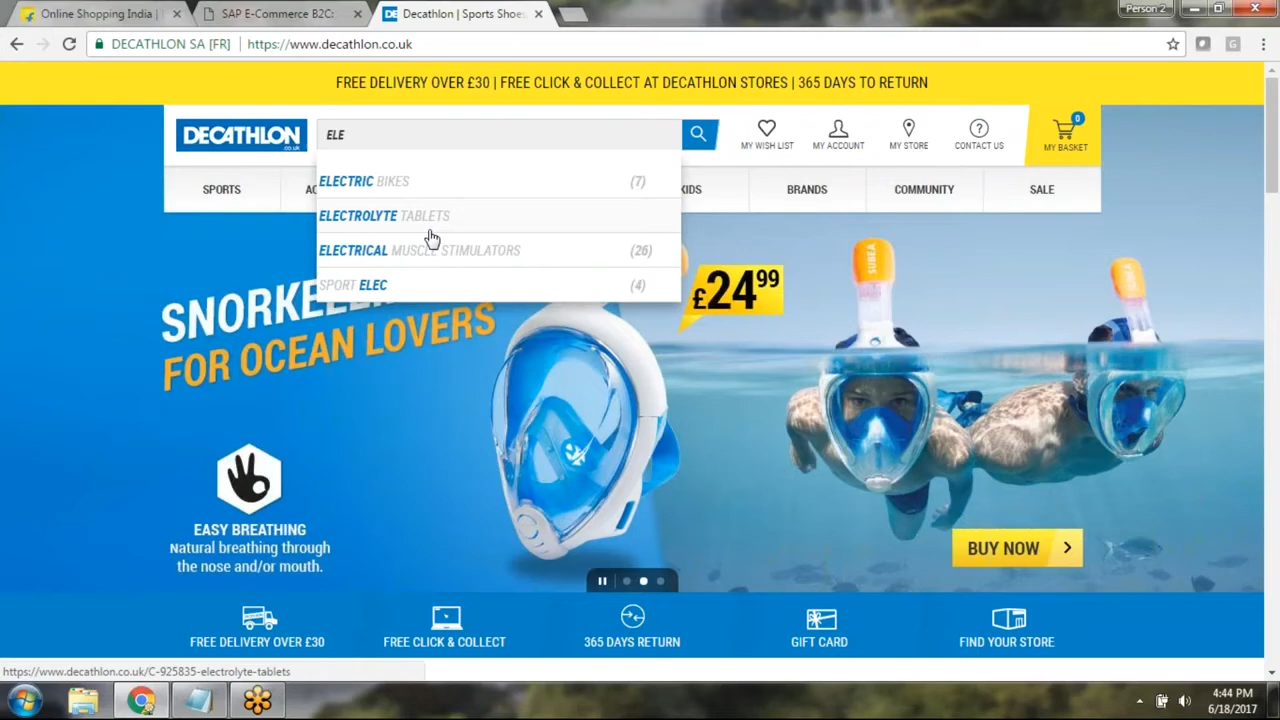 Online Shopping India |
SAP E-Commerce B2C:
Decathlon | Sports Shoes
Person 2
DECATHLON SA [FR]
https://www.decathlon.co.uk
G
FREE DELIVERY OVER £30 | FREE CLICK & COLLECT AT DECATHLON STORES | 365 DAYS TO RETURN
DECATHLON
.co.uk
ELE
MY WISH LIST
MY ACCOUNT
MY STORE
CONTACT US
0
MY BASKET
SPORTS
KIDS
BRANDS
COMMUNITY
SALE
ELECTRIC BIKES (7)
ELECTROLYTE TABLETS
ELECTRICAL MUSCLE STIMULATORS (26)
SPORT ELEC (4)
FOR OCEAN LOVERS
£24.99
SUBEA
EASY BREATHING
Natural breathing through
the nose and/or mouth.
BUY NOW
FREE DELIVERY OVER £30
FREE CLICK & COLLECT
365 DAYS RETURN
GIFT CARD
FIND YOUR STORE
https://www.decathlon.co.uk/C-925835-electrolyte-tablets
4:44 PM
6/18/2017